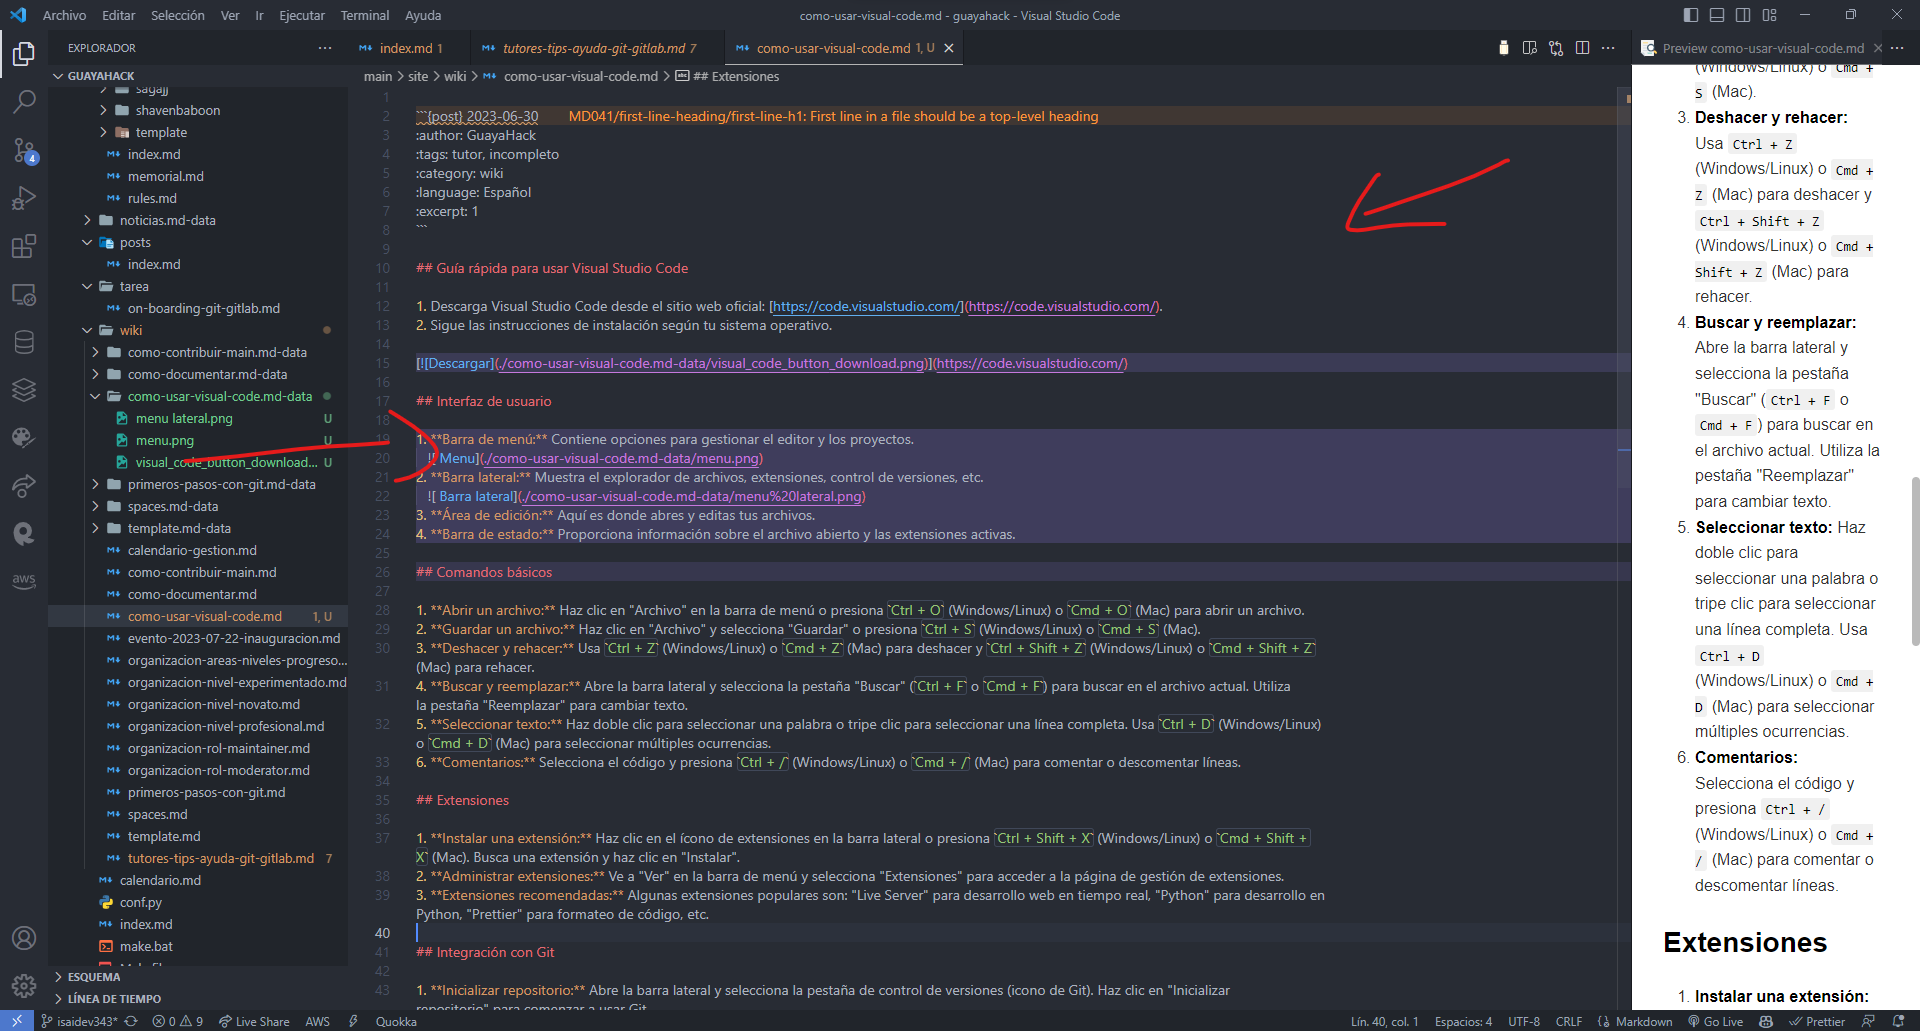 Archivo Editar Selección Ver Ir Ejecutar Terminal Ayuda
como-usar-visual-code.md - guayahack - Visual Studio Code
EXPLORADOR
index.md 1
tutores-tips-ayuda-git-gitlab.md 7
como-usar-visual-code.md 1, U
Preview como-usar-visual-code.md
GUAYAHACK
sagajj
shavenbaboon
template
index.md
memorial.md
rules.md
noticias.md-data
posts
index.md
tarea
on-boarding-git-gitlab.md
wiki
como-contribuir-main.md-data
como-documentar.md-data
como-usar-visual-code.md-data
menu lateral.png U
menu.png U
visual_code_button_download... U
primeros-pasos-con-git.md-data
spaces.md-data
template.md-data
calendario-gestion.md
como-contribuir-main.md
como-documentar.md
como-usar-visual-code.md 1, U
evento-2023-07-22-inauguracion.md
organizacion-areas-niveles-progreso...
organizacion-nivel-experimentado.md
organizacion-nivel-novato.md
organizacion-nivel-profesional.md
organizacion-rol-maintainer.md
organizacion-rol-moderator.md
primeros-pasos-con-git.md
spaces.md
template.md
tutores-tips-ayuda-git-gitlab.md 7
calendario.md
conf.py
index.md
make.bat
ESQUEMA
LÍNEA DE TIEMPO
4
aws
main > site > wiki > como-usar-visual-code.md > ## Extensiones
1
2 ```{post} 2023-06-30 MD041/first-line-heading/first-line-h1: First line in a file should be a top-level heading
3 :author: GuayaHack
4 :tags: tutor, incompleto
5 :category: wiki
6 :language: Español
7 :excerpt: 1
8 ```
9
10 ## Guía rápida para usar Visual Studio Code
11
12 1. Descarga Visual Studio Code desde el sitio web oficial: [https://code.visualstudio.com/](https://code.visualstudio.com/).
13 2. Sigue las instrucciones de instalación según tu sistema operativo.
14
15 [![Descargar](./como-usar-visual-code.md-data/visual_code_button_download.png)](https://code.visualstudio.com/)
16
17 ## Interfaz de usuario
18
19 1. **Barra de menú:** Contiene opciones para gestionar el editor y los proyectos.
20 ![ Menu](./como-usar-visual-code.md-data/menu.png)
21 2. **Barra lateral:** Muestra el explorador de archivos, extensiones, control de versiones, etc.
22 ![ Barra lateral](./como-usar-visual-code.md-data/menu%20lateral.png)
23 3. **Área de edición:** Aquí es donde abres y editas tus archivos.
24 4. **Barra de estado:** Proporciona información sobre el archivo abierto y las extensiones activas.
25
26 ## Comandos básicos
27
28 1. **Abrir un archivo:** Haz clic en "Archivo" en la barra de menú o presiona `Ctrl + O` (Windows/Linux) o `Cmd + O` (Mac) para abrir un archivo.
29 2. **Guardar un archivo:** Haz clic en "Archivo" y selecciona "Guardar" o presiona `Ctrl + S` (Windows/Linux) o `Cmd + S` (Mac).
30 3. **Deshacer y rehacer:** Usa `Ctrl + Z` (Windows/Linux) o `Cmd + Z` (Mac) para deshacer y `Ctrl + Shift + Z` (Windows/Linux) o `Cmd + Shift + Z`
(Mac) para rehacer.
31 4. **Buscar y reemplazar:** Abre la barra lateral y selecciona la pestaña "Buscar" (`Ctrl + F` o `Cmd + F`) para buscar en el archivo actual. Utiliza
la pestaña "Reemplazar" para cambiar texto.
32 5. **Seleccionar texto:** Haz doble clic para seleccionar una palabra o tripe clic para seleccionar una línea completa. Usa `Ctrl + D` (Windows/Linux)
o `Cmd + D` (Mac) para seleccionar múltiples ocurrencias.
33 6. **Comentarios:** Selecciona el código y presiona `Ctrl + /` (Windows/Linux) o `Cmd + /` (Mac) para comentar o descomentar líneas.
34
35 ## Extensiones
36
37 1. **Instalar una extensión:** Haz clic en el ícono de extensiones en la barra lateral o presiona `Ctrl + Shift + X` (Windows/Linux) o `Cmd + Shift +
X` (Mac). Busca una extensión y haz clic en "Instalar".
38 2. **Administrar extensiones:** Ve a "Ver" en la barra de menú y selecciona "Extensiones" para acceder a la página de gestión de extensiones.
39 3. **Extensiones recomendadas:** Algunas extensiones populares son: "Live Server" para desarrollo web en tiempo real, "Python" para desarrollo en
Python, "Prettier" para formateo de código, etc.
40
41 ## Integración con Git
42
43 1. **Inicializar repositorio:** Abre la barra lateral y selecciona la pestaña de control de versiones (icono de Git). Haz clic en "Inicializar
repositorio" para comenzar a usar Git.
(Windows/Linux) o Cmd +
S (Mac).
3. Deshacer y rehacer:
Usa Ctrl + Z
(Windows/Linux) o Cmd +
Z (Mac) para deshacer y
Ctrl + Shift + Z
(Windows/Linux) o Cmd +
Shift + Z (Mac) para
rehacer.
4. Buscar y reemplazar:
Abre la barra lateral y
selecciona la pestaña
"Buscar" ( Ctrl + F o
Cmd + F ) para buscar en
el archivo actual. Utiliza la
pestaña "Reemplazar"
para cambiar texto.
5. Seleccionar texto: Haz
doble clic para
seleccionar una palabra o
tripe clic para seleccionar
una línea completa. Usa
Ctrl + D
(Windows/Linux) o Cmd +
D (Mac) para seleccionar
múltiples ocurrencias.
6. Comentarios:
Selecciona el código y
presiona Ctrl + /
(Windows/Linux) o Cmd +
/ (Mac) para comentar o
descomentar líneas.
Extensiones
1. Instalar una extensión:
isaidev343* 0 9 Live Share AWS Quokka
Lín. 40, col. 1 Espacios: 4 UTF-8 CRLF Markdown Go Live Prettier